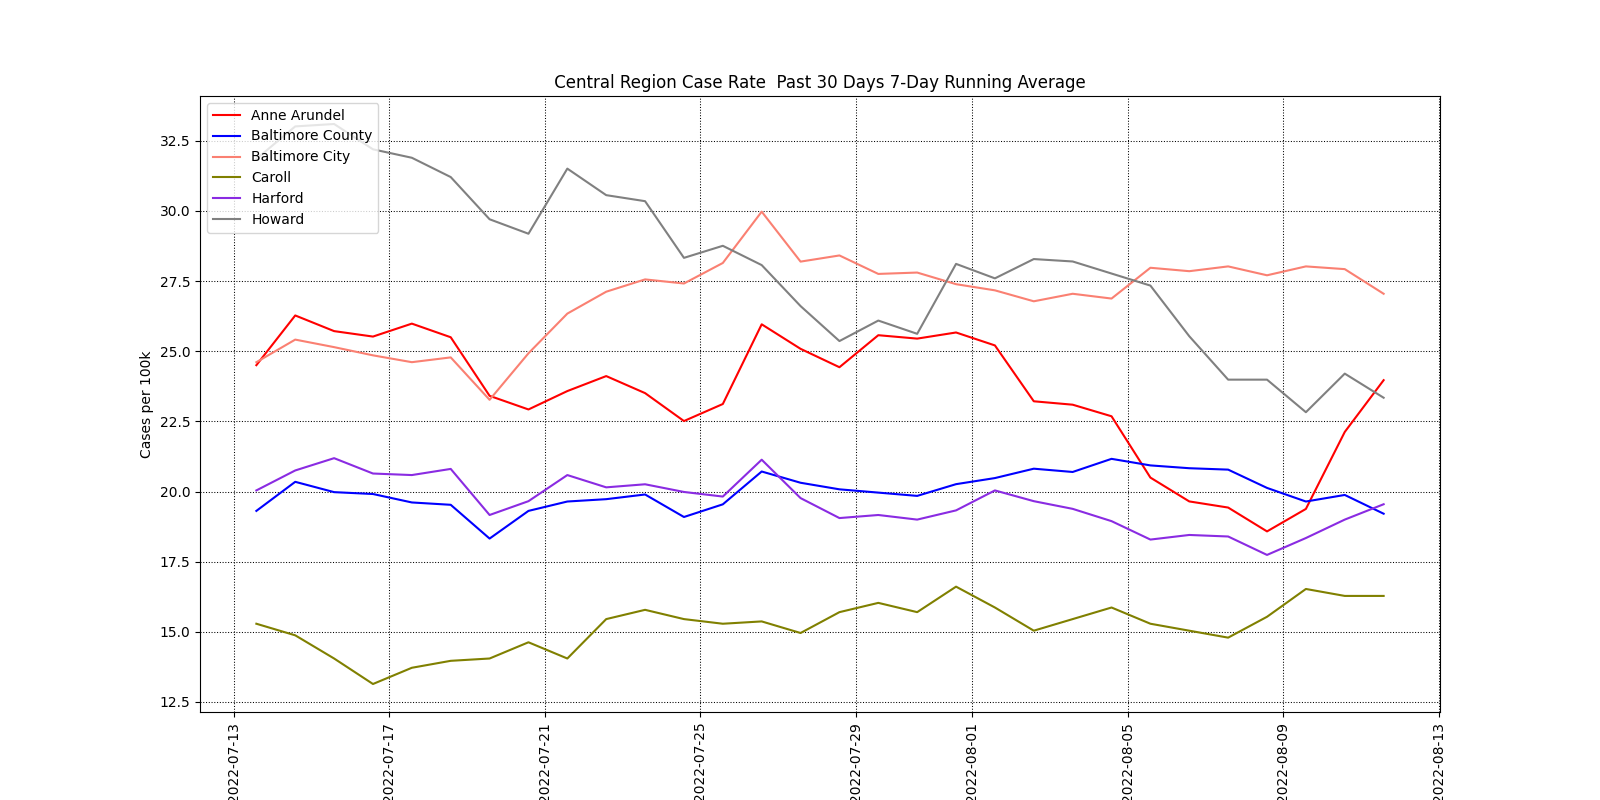 Central Region Case Rate  Past 30 Days 7-Day Running Average
Anne Arundel
Baltimore County
Baltimore City
Caroll
Harford
Howard
Cases per 100k
32.5
30.0
27.5
25.0
22.5
20.0
17.5
15.0
12.5
2022-07-13
2022-07-17
2022-07-21
2022-07-25
2022-07-29
2022-08-01
2022-08-05
2022-08-09
2022-08-13